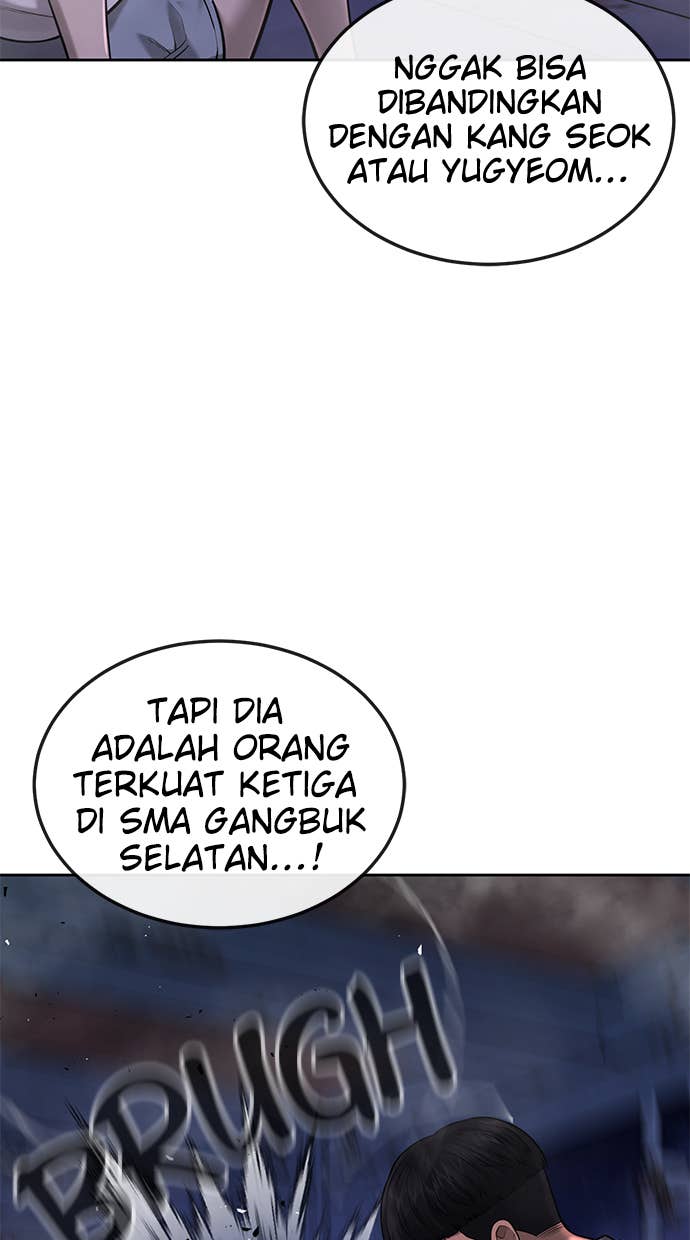 NGGAK BISA
DIBANDINGKAN
DENGAN KANG SEOK
ATAU YUGYEOM...
TAPI DIA
ADALAH ORANG
TERKUAT KETIGA
DI SMA GANGBUK
SELATAN...!
BRUGH